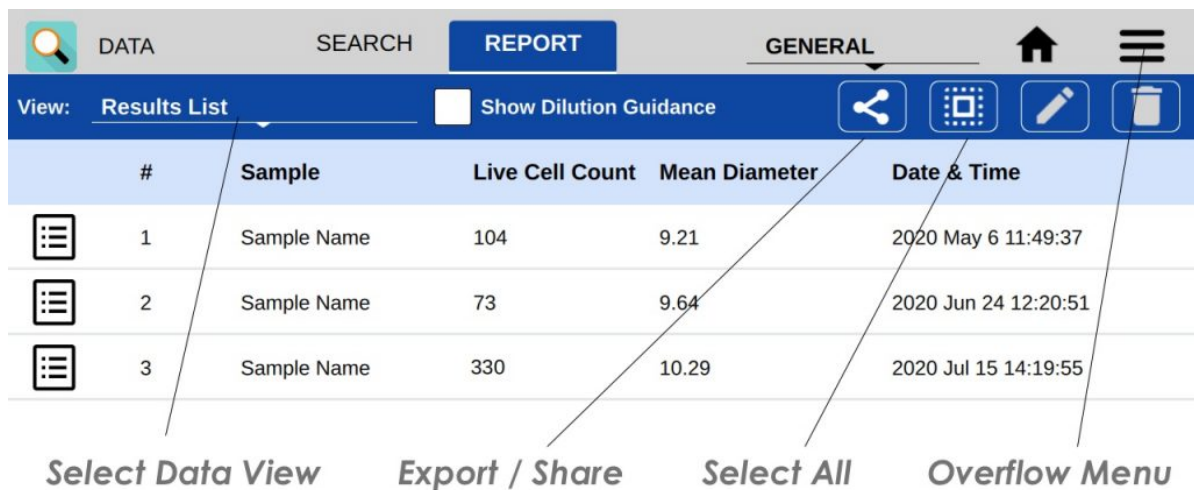 DATA SEARCH REPORT GENERAL
View: Results List Show Dilution Guidance
# Sample Live Cell Count Mean Diameter Date & Time
1 Sample Name 104 9.21 2020 May 6 11:49:37
2 Sample Name 73 9.64 2020 Jun 24 12:20:51
3 Sample Name 330 10.29 2020 Jul 15 14:19:55
Select Data View Export / Share Select All Overflow Menu